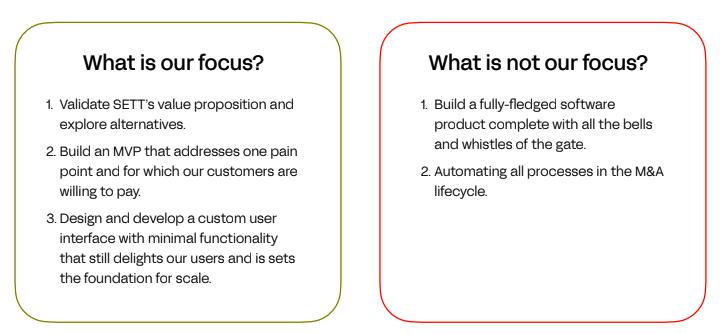 What is our focus?
1. Validate SETT's value proposition and
explore alternatives.
2. Build an MVP that addresses one pain
point and for which our customers are
willing to pay.
3. Design and develop a custom user
interface with minimal functionality
that still delights our users and is sets
the foundation for scale.
What is not our focus?
1. Build a fully-fledged software
product complete with all the bells
and whistles of the gate.
2. Automating all processes in the M&A
lifecycle.